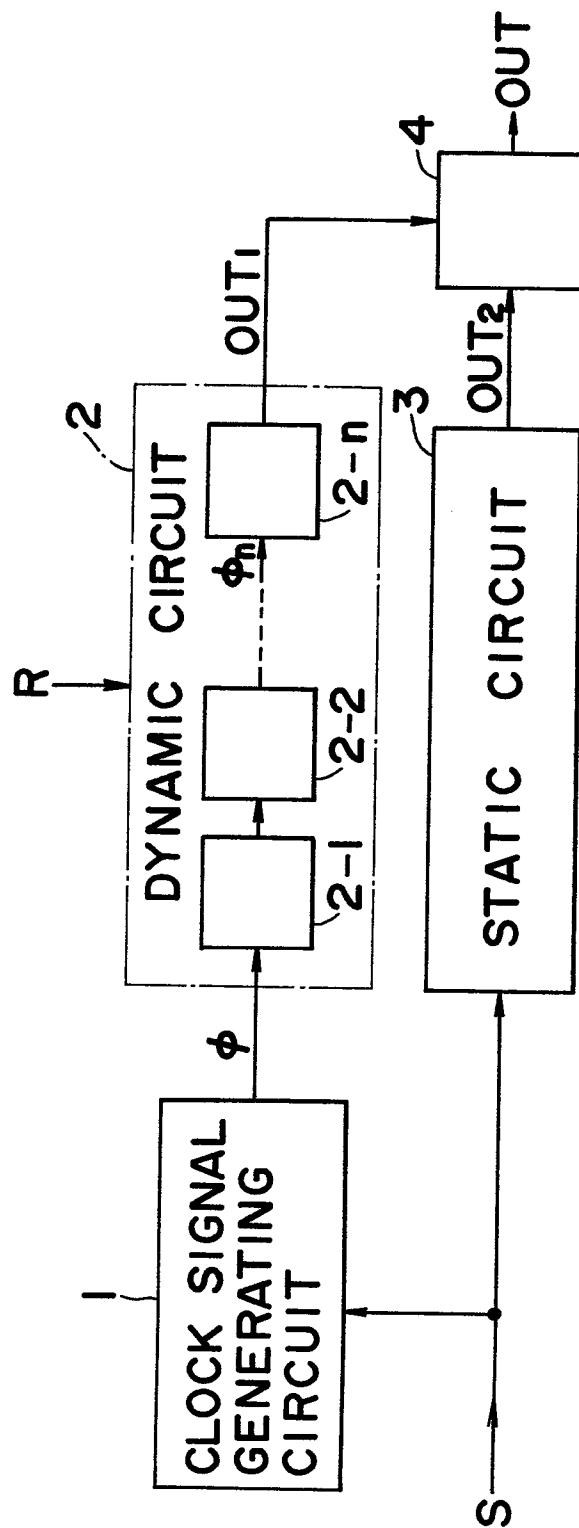 R
2
DYNAMIC CIRCUIT
1
CLOCK SIGNAL
GENERATING
CIRCUIT
ϕ
2-1
2-2
ϕn
2-n
OUT1
3
STATIC CIRCUIT
OUT2
4
OUT
S